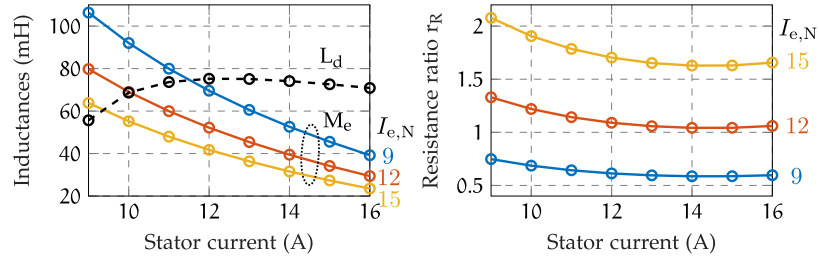 Inductances (mH)
100
80
60
40
20
10
12
14
16
Stator current (A)
L_d
M_e
I_e,N
9
12
15
Resistance ratio r_R
2
1.5
1
0.5
10
12
14
16
Stator current (A)
I_e,N
15
12
9